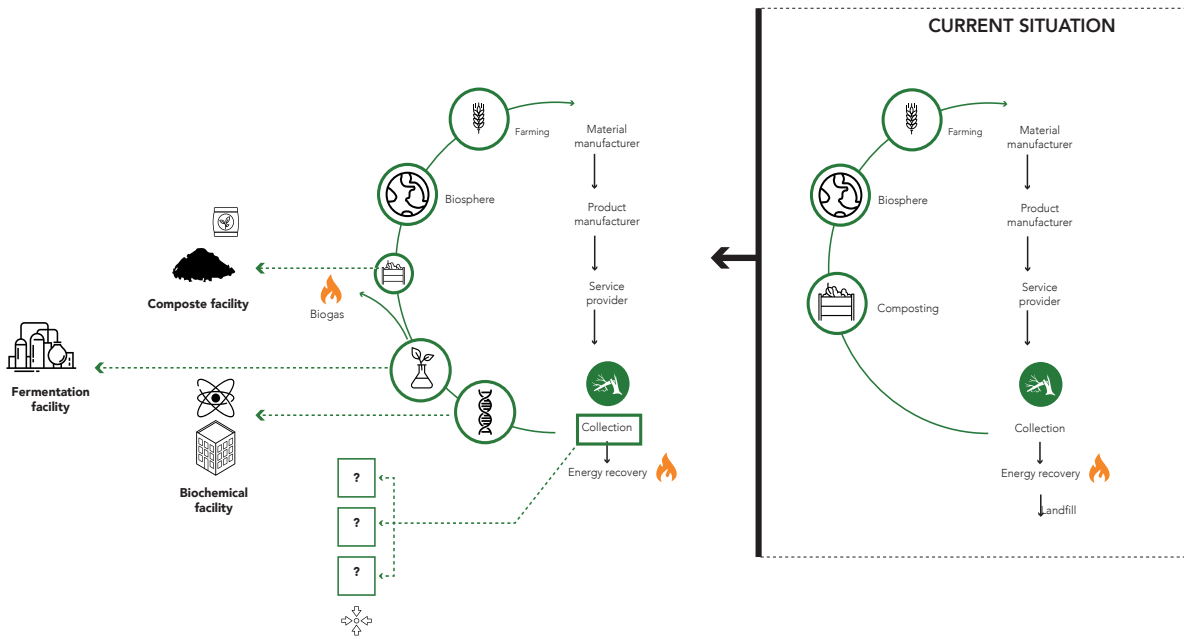 CURRENT SITUATION
Farming
Material
manufacturer
Biosphere
Product
manufacturer
Service
provider
Composte facility
Biogas
Fermentation
facility
Collection
Energy recovery
Biochemical
facility
?
?
?
Farming
Material
manufacturer
Biosphere
Product
manufacturer
Service
provider
Composting
Collection
Energy recovery
Landfill